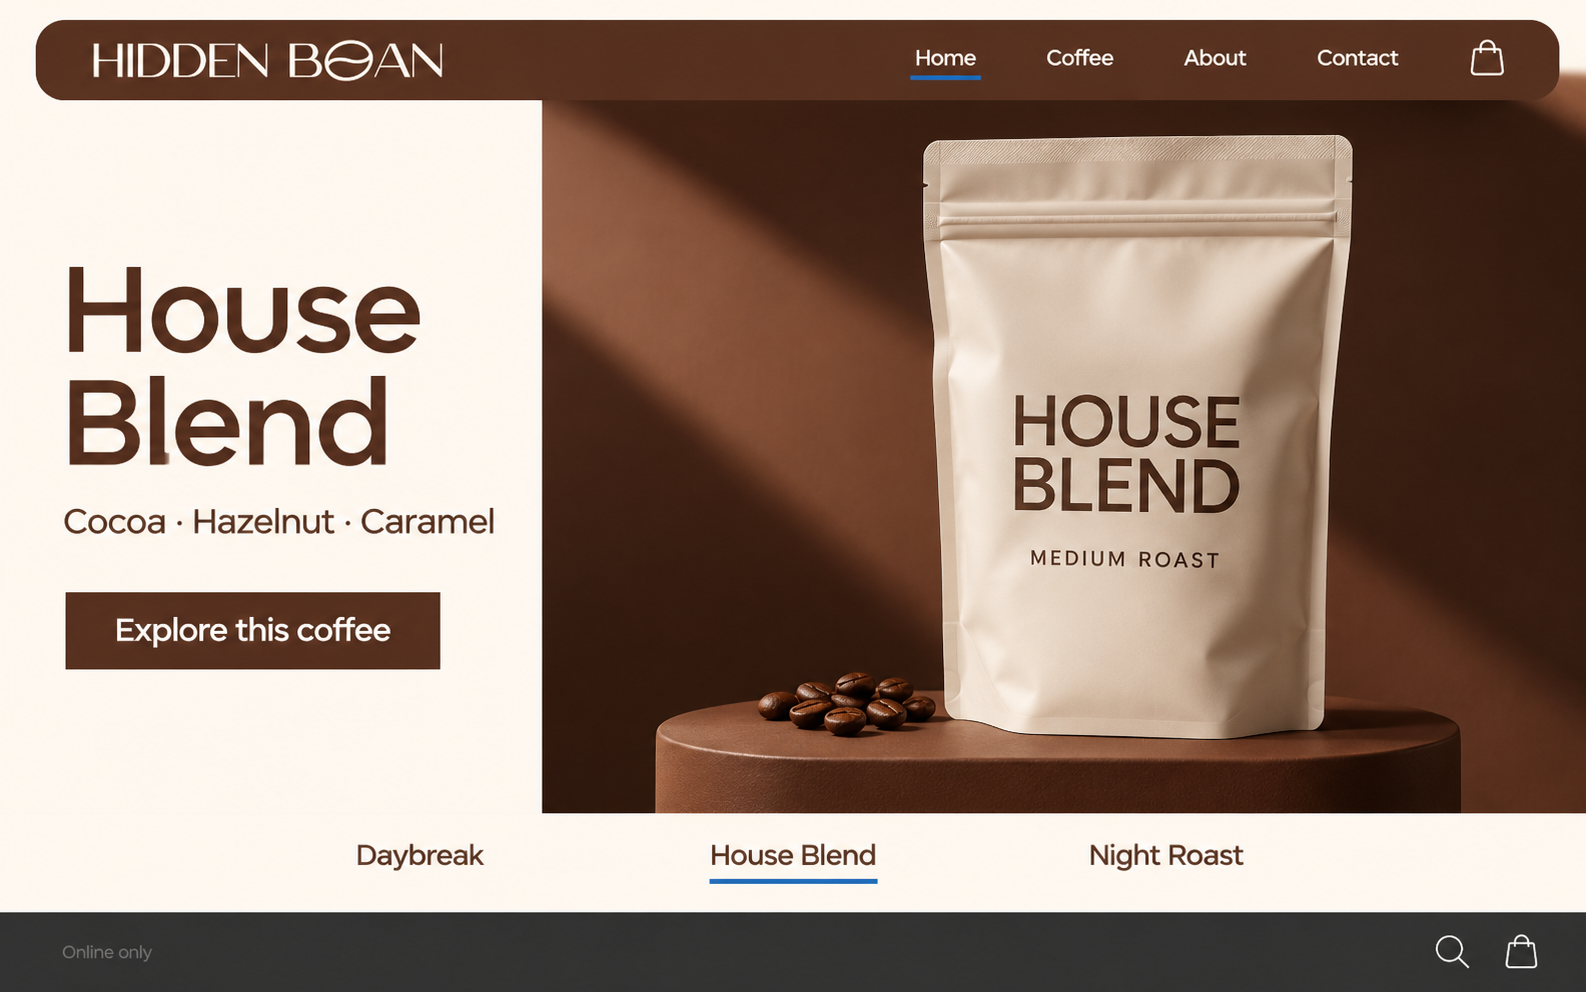 HIDDEN BEAN
Home Coffee About Contact
House
Blend
Cocoa · Hazelnut · Caramel
Explore this coffee
HOUSE
BLEND
MEDIUM ROAST
Daybreak House Blend Night Roast
Online only